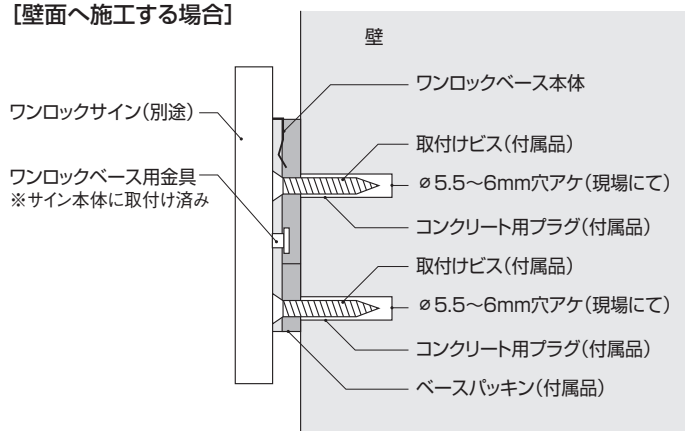 [壁面へ施工する場合]
壁
ワンロックサイン(別途)
ワンロックベース用金具
※サイン本体に取付け済み
ワンロックベース本体
取付けビス(付属品)
ø5.5〜6mm穴アケ(現場にて)
コンクリート用プラグ(付属品)
取付けビス(付属品)
ø5.5〜6mm穴アケ(現場にて)
コンクリート用プラグ(付属品)
ベースパッキン(付属品)